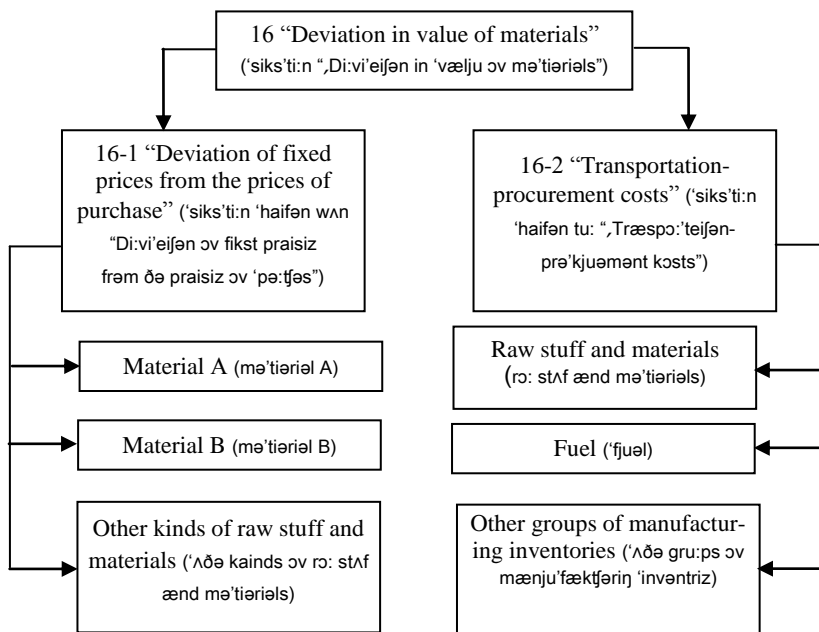 16 “Deviation in value of materials”
(‘siks’ti:n “,Di:vi’eiʃən in ‘vælju ɔv mə’tiəriəls”)
16-1 “Deviation of fixed
prices from the prices of
purchase” (‘siks’ti:n ‘haifən wʌn
“Di:vi’eiʃən ɔv fikst praisiz
frəm ðə praisiz ɔv ‘pə:tʃəs”)
Material A (mə’tiəriəl A)
Material B (mə’tiəriəl B)
Other kinds of raw stuff and
materials (‘ʌðə kainds ɔv rɔ: stʌf
ænd mə’tiəriəls)
16-2 “Transportation-
procurement costs” (‘siks’ti:n
‘haifən tu: “,Træspɔ:’teiʃən-
prə’kjuəmənt kɔsts”)
Raw stuff and materials
(rɔ: stʌf ænd mə’tiəriəls)
Fuel (‘fjuəl)
Other groups of manufactur-
ing inventories (‘ʌðə gru:ps ɔv
mænju’fæktʃəriŋ ‘invəntriz)